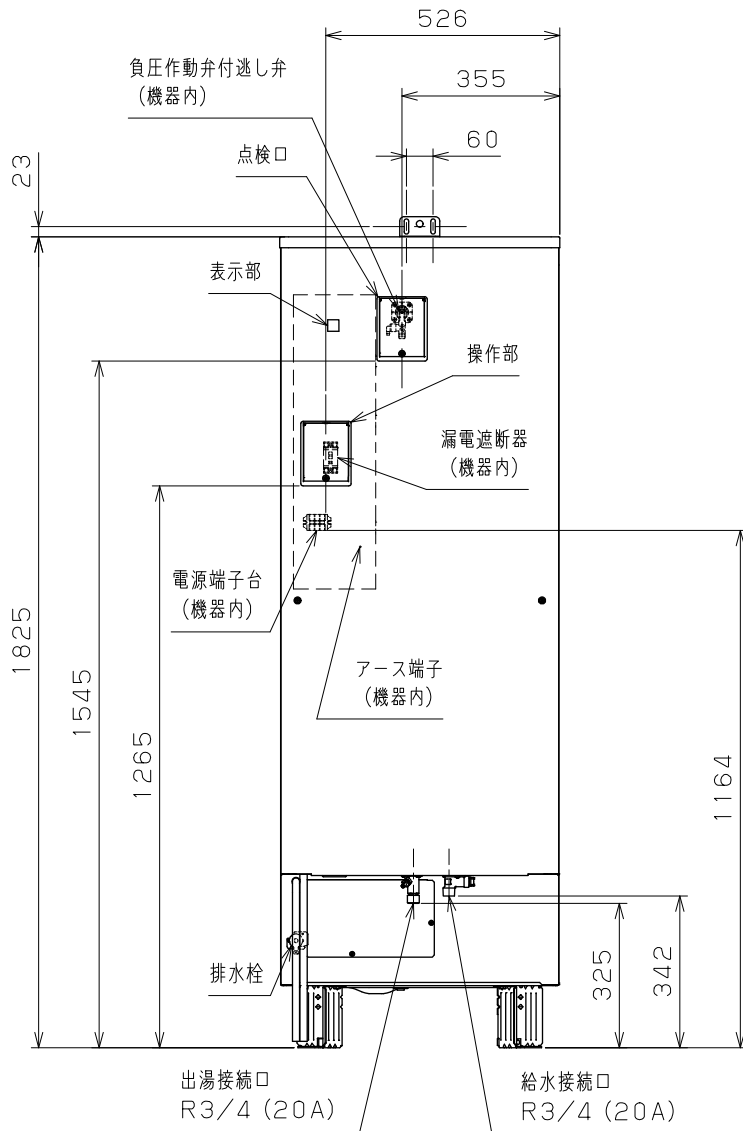 526
負圧作動弁付逃し弁
(機器内)
355
60
点検口
23
表示部
操作部
漏電遮断器
(機器内)
電源端子台
(機器内)
アース端子
(機器内)
1825
1545
1265
1164
325
342
排水栓
出湯接続口
R3/4 (20A)
給水接続口
R3/4 (20A)